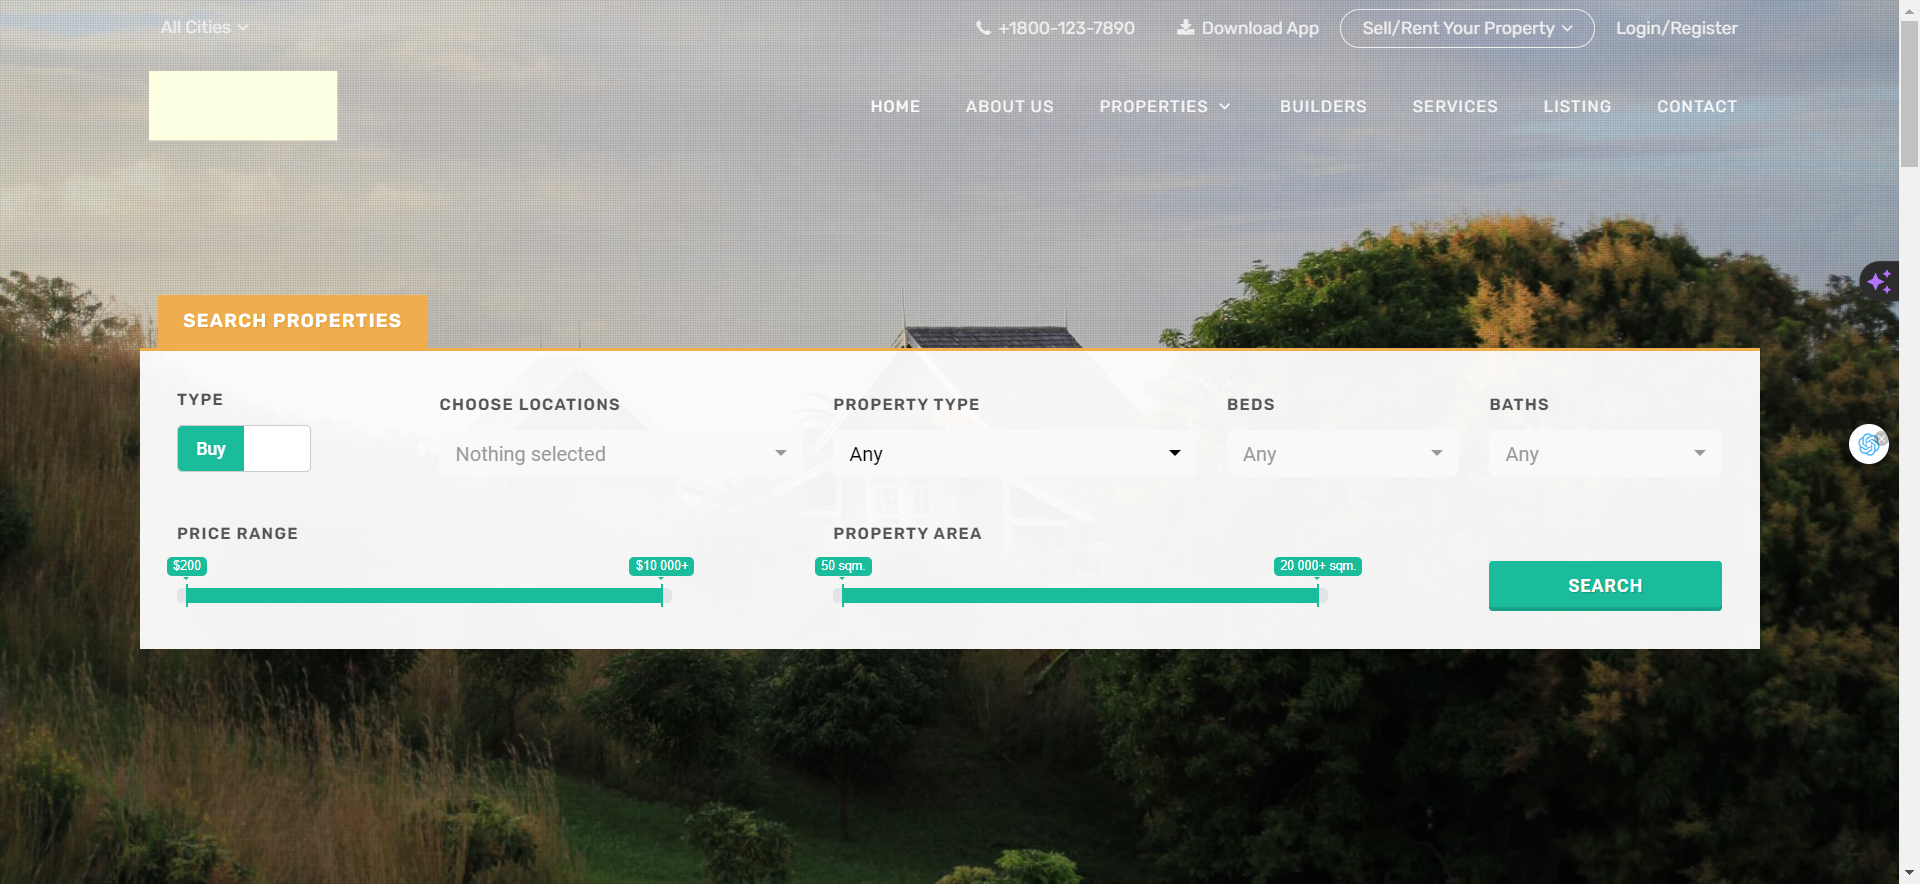 All Cities
+1800-123-7890
Download App
Sell/Rent Your Property
Login/Register
HOME
ABOUT US
PROPERTIES
BUILDERS
SERVICES
LISTING
CONTACT
SEARCH PROPERTIES
TYPE
Buy
CHOOSE LOCATIONS
Nothing selected
PROPERTY TYPE
Any
BEDS
Any
BATHS
Any
PRICE RANGE
$200
$10 000+
PROPERTY AREA
50 sqm.
20 000+ sqm.
SEARCH